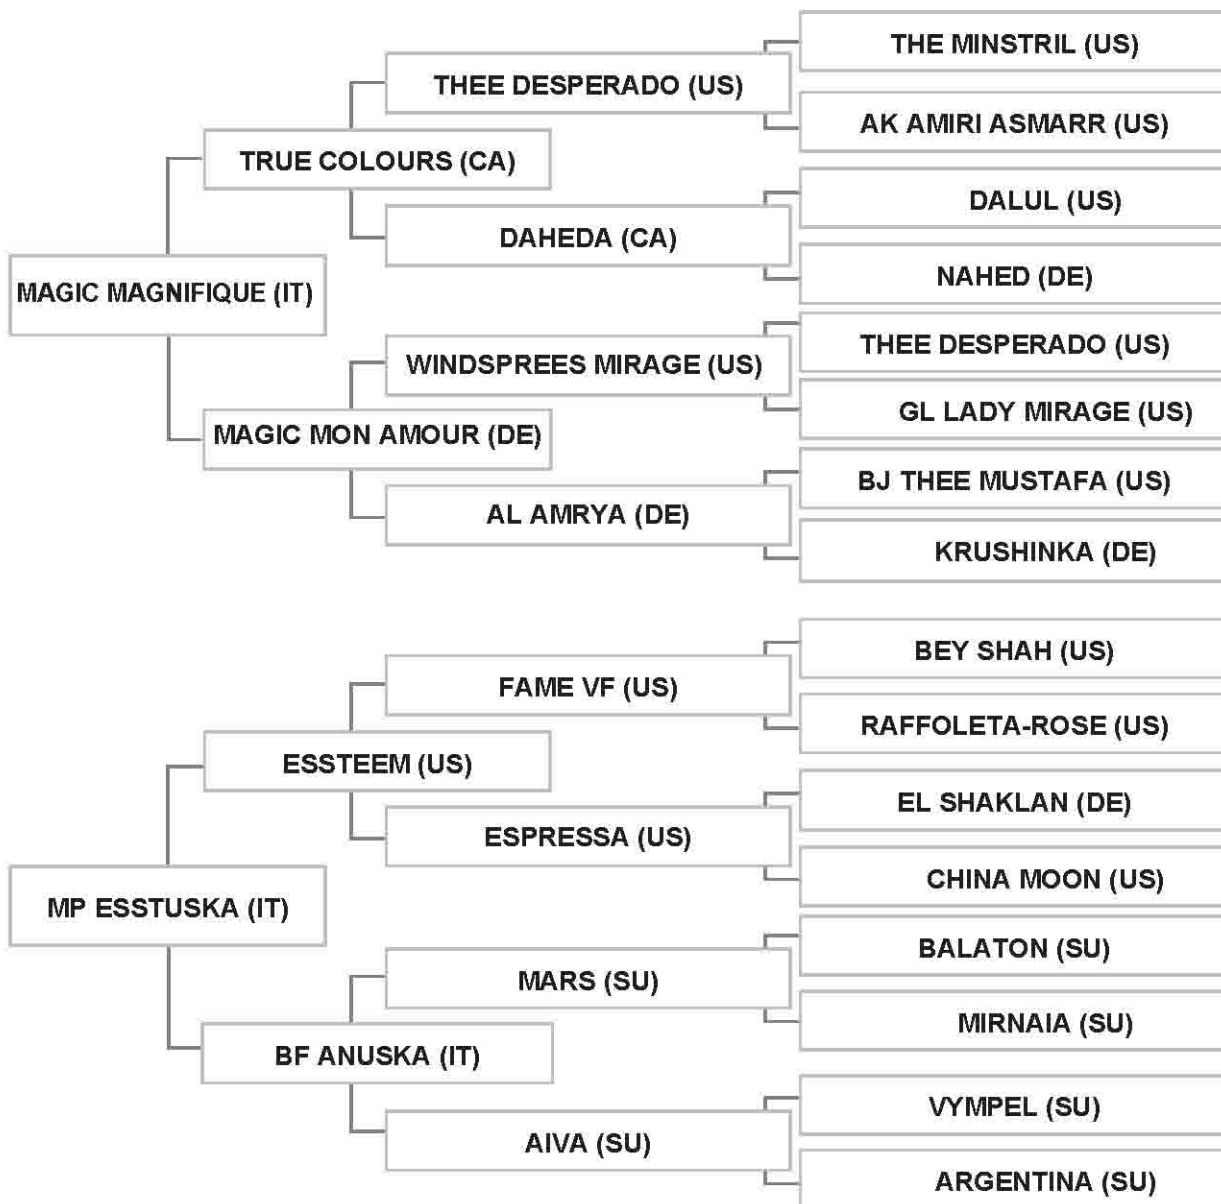 THE MINSTRIL (US)
THEE DESPERADO (US)
AK AMIRI ASMARR (US)
TRUE COLOURS (CA)
DALUL (US)
DAHEDA (CA)
NAHED (DE)
MAGIC MAGNIFIQUE (IT)
THEE DESPERADO (US)
WINDSPREES MIRAGE (US)
GL LADY MIRAGE (US)
MAGIC MON AMOUR (DE)
BJ THEE MUSTAFA (US)
AL AMRYA (DE)
KRUSHINKA (DE)
BEY SHAH (US)
FAME VF (US)
RAFFOLETA-ROSE (US)
ESSTEEM (US)
EL SHAKLAN (DE)
ESPRESSA (US)
CHINA MOON (US)
MP ESSTUSKA (IT)
BALATON (SU)
MARS (SU)
MIRNAIA (SU)
BF ANUSKA (IT)
VYMPEL (SU)
AIVA (SU)
ARGENTINA (SU)